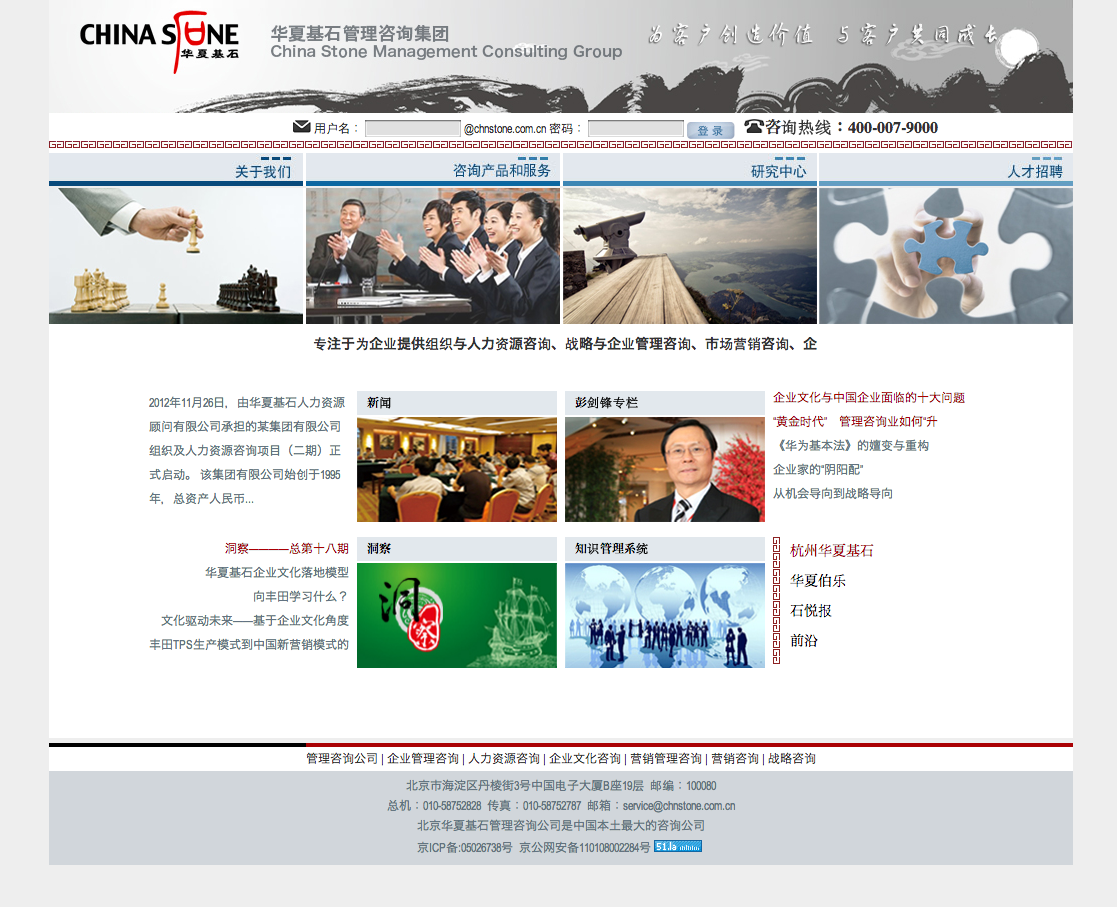 CHINA STONE
华夏基石
华夏基石管理咨询集团
China Stone Management Consulting Group
为客户创造价值 与客户共同成长
用户名： @chnstone.com.cn 密码： 登 录 咨询热线：400-007-9000
关于我们
咨询产品和服务
研究中心
人才招聘
专注于为企业提供组织与人力资源咨询、战略与企业管理咨询、市场营销咨询、企
2012年11月26日，由华夏基石人力资源
顾问有限公司承担的某集团有限公司
组织及人力资源咨询项目（二期）正
式启动。 该集团有限公司始创于1995
年，总资产人民币...
新闻
彭剑锋专栏
企业文化与中国企业面临的十大问题
“黄金时代” 管理咨询业如何“升
《华为基本法》的嬗变与重构
企业家的“阴阳配”
从机会导向到战略导向
洞察————总第十八期
华夏基石企业文化落地模型
向丰田学习什么？
文化驱动未来——基于企业文化角度
丰田TPS生产模式到中国新营销模式的
洞察
洞察
知识管理系统
杭州华夏基石
华夏伯乐
石悦报
前沿
管理咨询公司 | 企业管理咨询 | 人力资源咨询 | 企业文化咨询 | 营销管理咨询 | 营销咨询 | 战略咨询
北京市海淀区丹棱街3号中国电子大厦B座19层 邮编：100080
总机：010-58752828 传真：010-58752787 邮箱：service@chnstone.com.cn
北京华夏基石管理咨询公司是中国本土最大的咨询公司
京ICP备:05026738号 京公网安备110108002284号 51.la